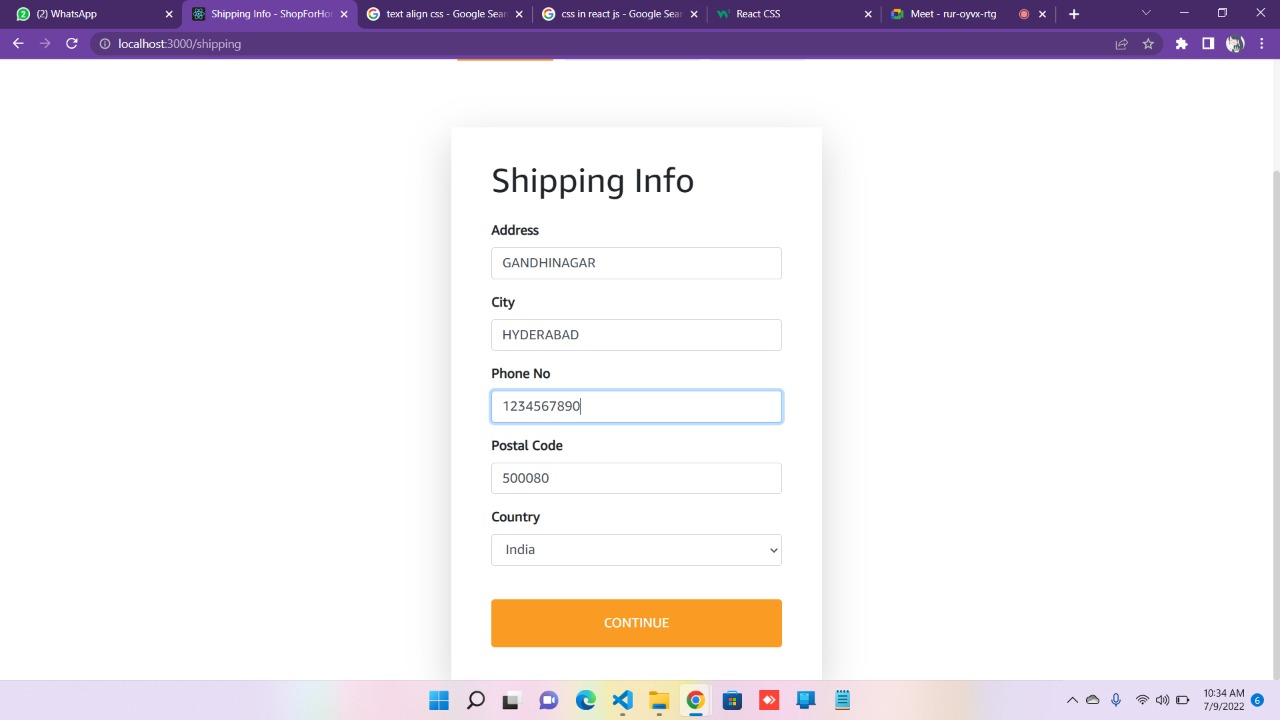 (2) WhatsApp
Shipping Info - ShopForHo
text align css - Google Sear
css in react js - Google Sear
React CSS
Meet - rur-oyvx-rtg
localhost:3000/shipping
Shipping Info
Address
GANDHINAGAR
City
HYDERABAD
Phone No
1234567890
Postal Code
500080
Country
India
CONTINUE
10:34 AM
7/9/2022
6